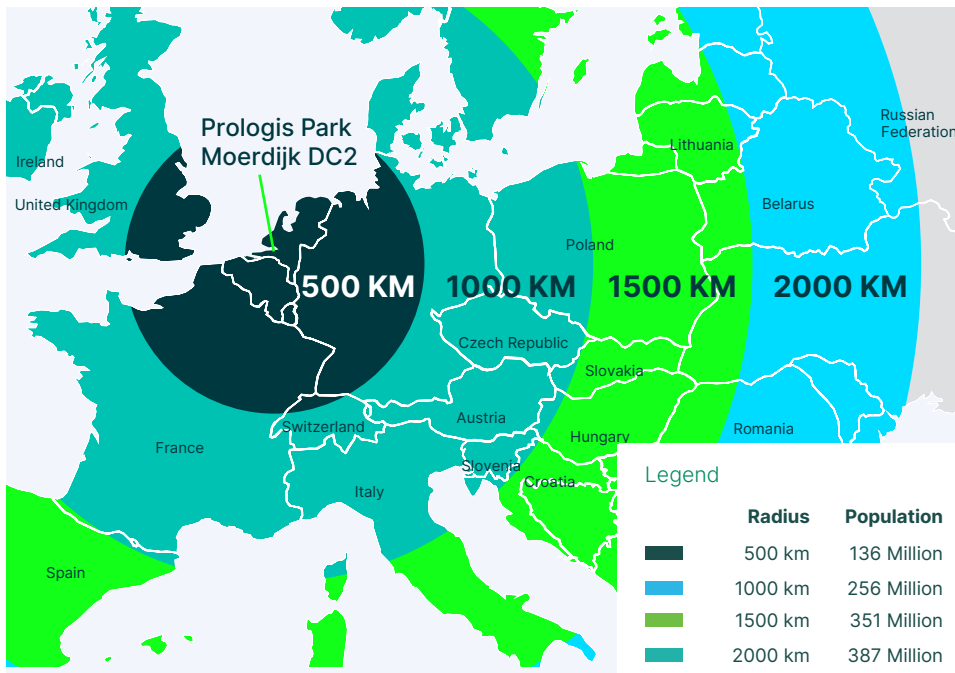 Prologis Park
Moerdijk DC2
Russian
Federation
Ireland
Lithuania
United Kingdom
Belarus
Poland
500 KM
1000 KM
1500 KM
2000 KM
Czech Republic
Slovakia
Austria
Switzerland
Romania
Hungary
France
Slovenia
Croatia
Italy
Spain
Legend
Radius Population
500 km 136 Million
1000 km 256 Million
1500 km 351 Million
2000 km 387 Million